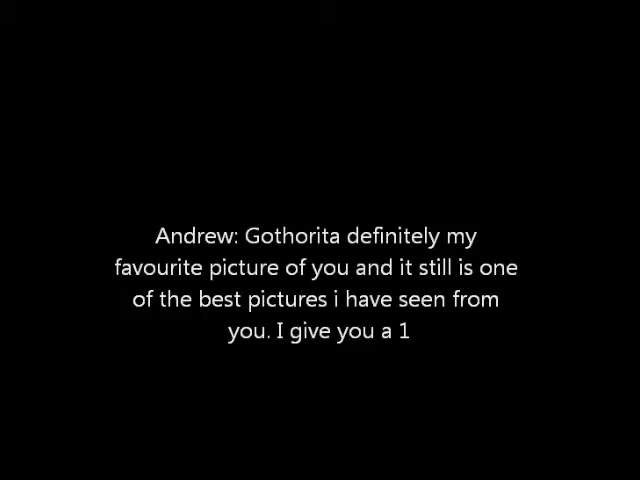 Andrew: Gothorita definitely my
favourite picture of you and it still is one
of the best pictures i have seen from
you. I give you a 1